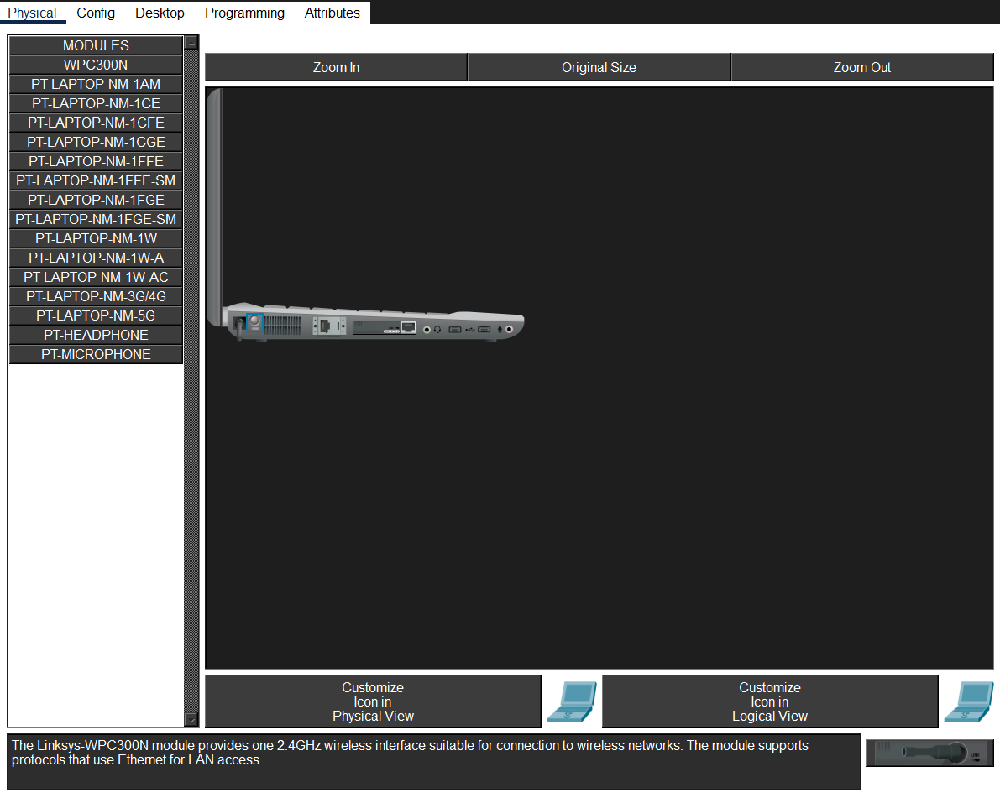 Physical Config Desktop Programming Attributes
MODULES
WPC300N
PT-LAPTOP-NM-1AM
PT-LAPTOP-NM-1CE
PT-LAPTOP-NM-1CFE
PT-LAPTOP-NM-1CGE
PT-LAPTOP-NM-1FFE
PT-LAPTOP-NM-1FFE-SM
PT-LAPTOP-NM-1FGE
PT-LAPTOP-NM-1FGE-SM
PT-LAPTOP-NM-1W
PT-LAPTOP-NM-1W-A
PT-LAPTOP-NM-1W-AC
PT-LAPTOP-NM-3G/4G
PT-LAPTOP-NM-5G
PT-HEADPHONE
PT-MICROPHONE
Zoom In Original Size Zoom Out
Customize
Icon in
Physical View
Customize
Icon in
Logical View
The Linksys-WPC300N module provides one 2.4GHz wireless interface suitable for connection to wireless networks. The module supports
protocols that use Ethernet for LAN access.